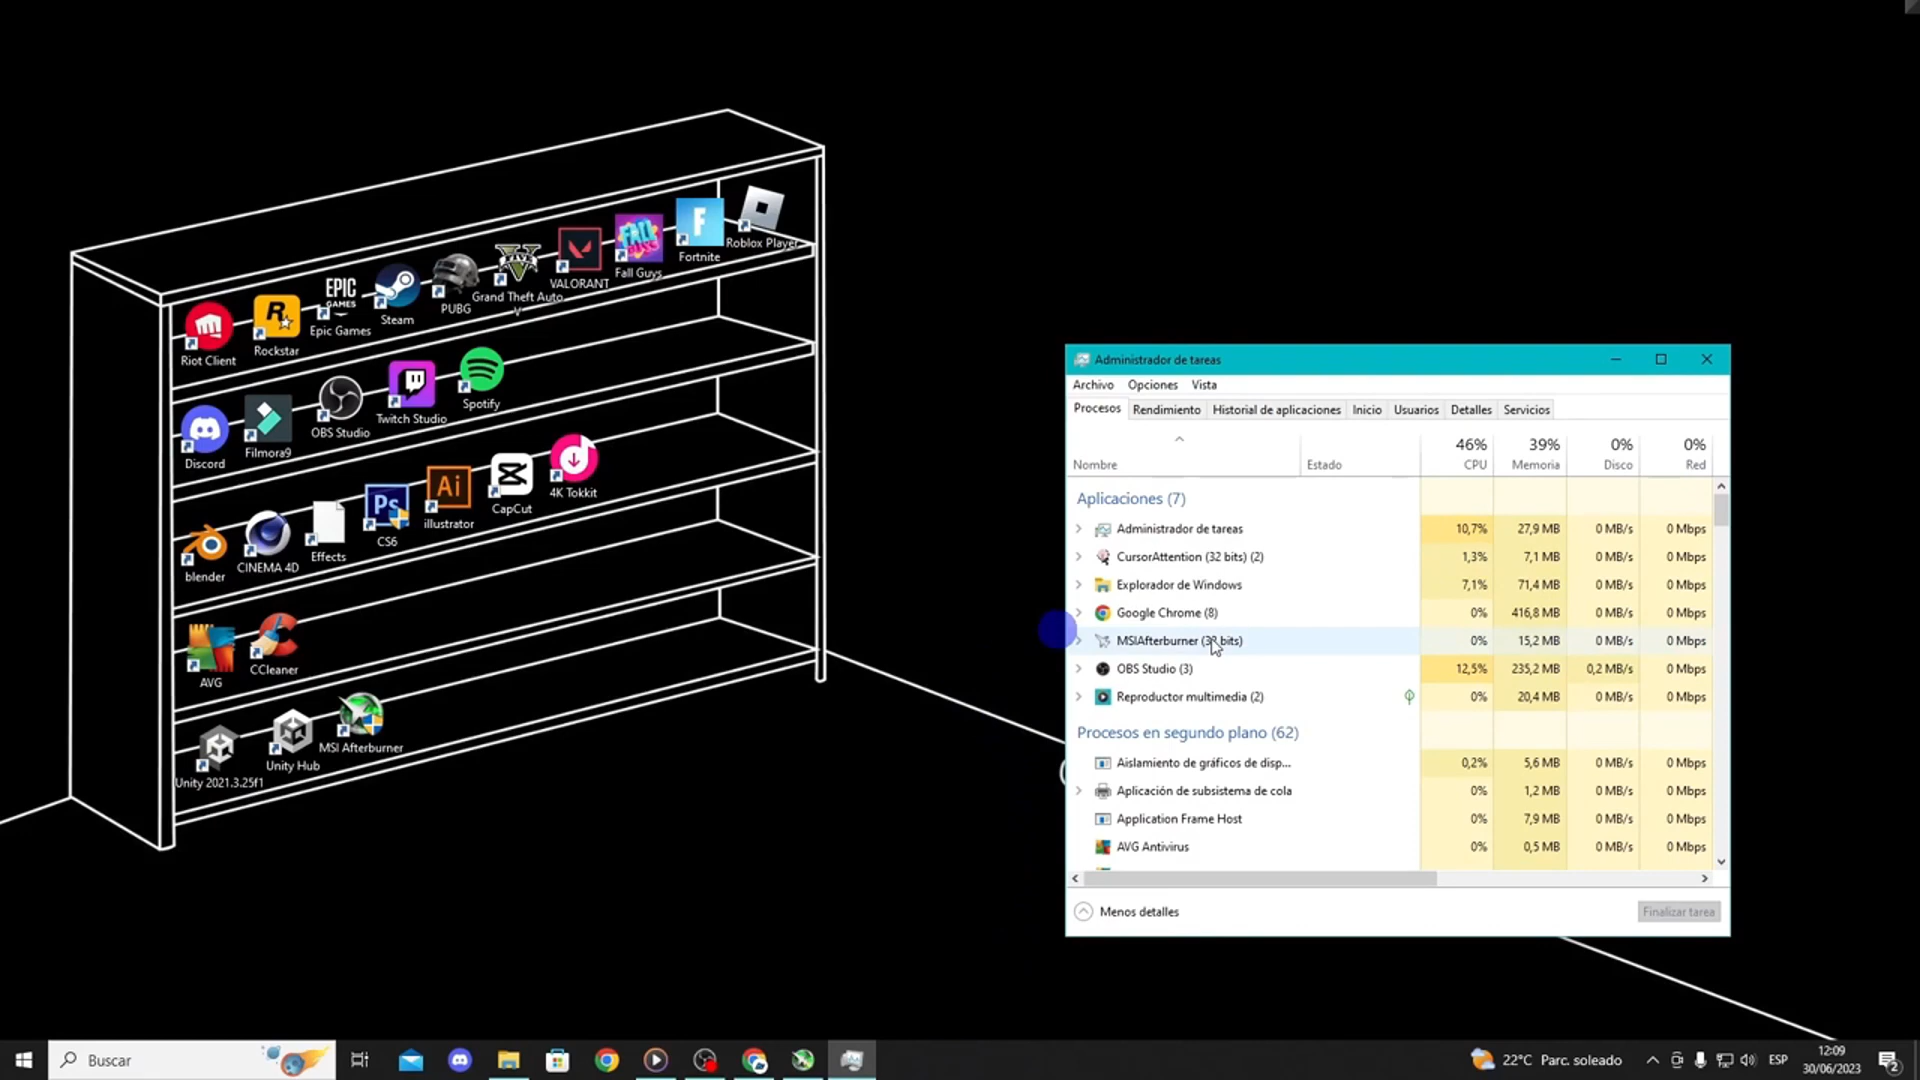 Roblox Player
Fortnite
Fall Guys
VALORANT
Grand Theft Auto
V
PUBG
Steam
EPIC
GAMES
Epic Games
Rockstar
Riot Client
Spotify
Twitch Studio
OBS Studio
Filmora9
Discord
4K Tokkit
CapCut
Ai
illustrator
Ps
CS6
Effects
CINEMA 4D
blender
CCleaner
AVG
MSI Afterburner
Unity Hub
Unity 2021.3.25f1
Administrador de tareas
Archivo Opciones Vista
Procesos Rendimiento Historial de aplicaciones Inicio Usuarios Detalles Servicios
46% 39% 0% 0%
Nombre Estado CPU Memoria Disco Red
Aplicaciones (7)
Administrador de tareas 10,7% 27,9 MB 0 MB/s 0 Mbps
CursorAttention (32 bits) (2) 1,3% 7,1 MB 0 MB/s 0 Mbps
Explorador de Windows 7,1% 71,4 MB 0 MB/s 0 Mbps
Google Chrome (8) 0% 416,8 MB 0 MB/s 0 Mbps
MSIAfterburner (32 bits) 0% 15,2 MB 0 MB/s 0 Mbps
OBS Studio (3) 12,5% 235,2 MB 0,2 MB/s 0 Mbps
Reproductor multimedia (2) 0% 20,4 MB 0 MB/s 0 Mbps
Procesos en segundo plano (62)
Aislamiento de gráficos de disp... 0,2% 5,6 MB 0 MB/s 0 Mbps
Aplicación de subsistema de cola 0% 1,2 MB 0 MB/s 0 Mbps
Application Frame Host 0% 7,9 MB 0 MB/s 0 Mbps
AVG Antivirus 0% 0,5 MB 0 MB/s 0 Mbps
Menos detalles Finalizar tarea
Buscar 22°C Parc. soleado ESP 12:09
30/06/2023 2